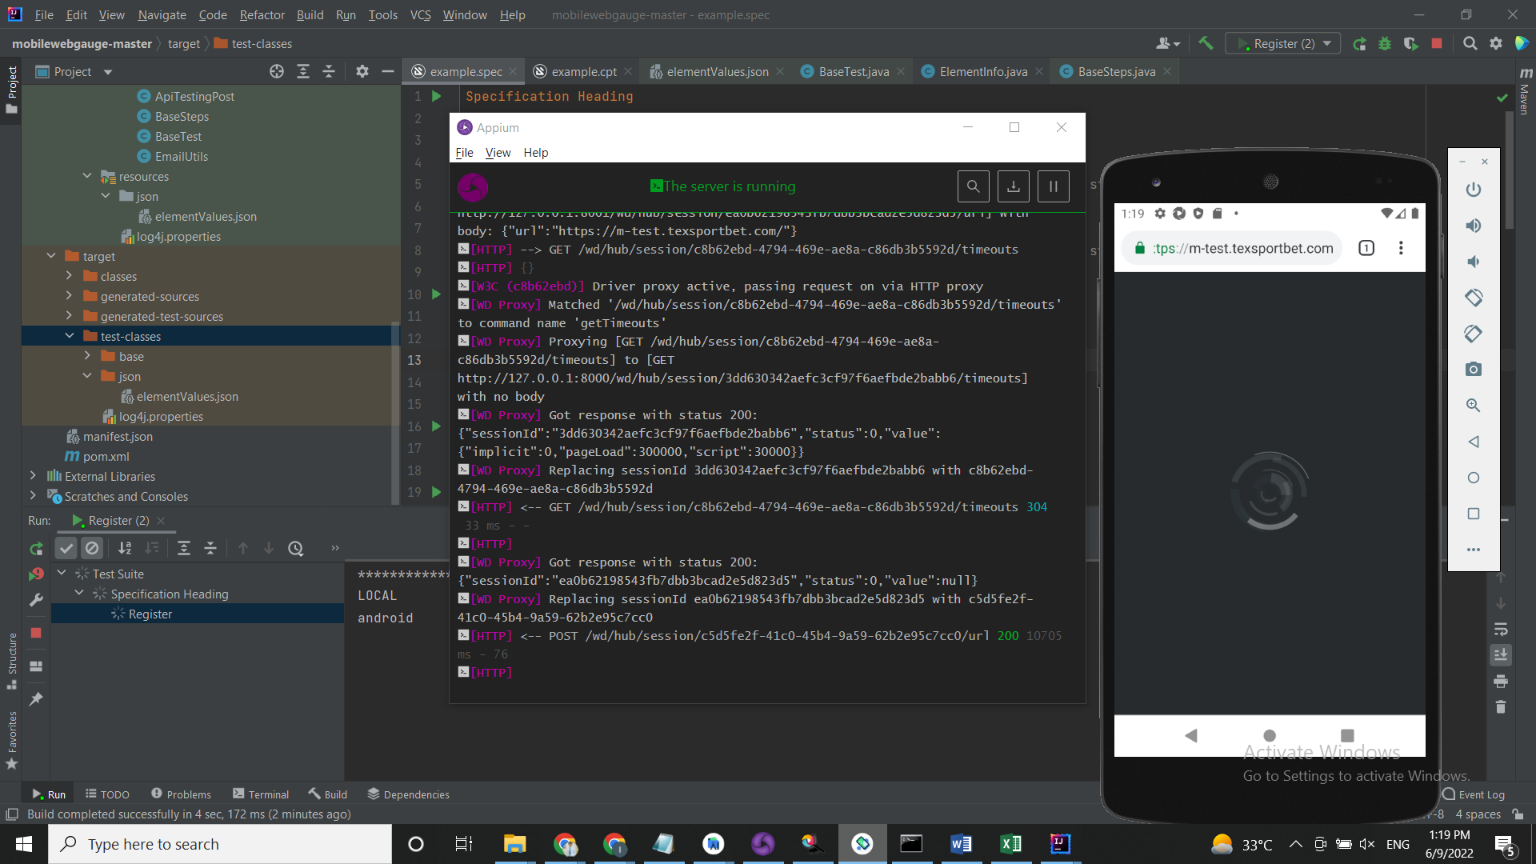 File Edit View Navigate Code Refactor Build Run Tools VCS Window Help mobilewebgauge-master - example.spec
mobilewebgauge-master target test-classes
Register (2)
Project
example.spec
example.cpt
elementValues.json
BaseTest.java
ElementInfo.java
BaseSteps.java
Project
Structure
Favorites
Maven
ApiTestingPost
BaseSteps
BaseTest
EmailUtils
resources
json
elementValues.json
log4j.properties
target
classes
generated-sources
generated-test-sources
test-classes
base
json
elementValues.json
log4j.properties
manifest.json
pom.xml
External Libraries
Scratches and Consoles
1
2
3
4
5
6
7
8
9
10
11
12
13
14
15
16
17
18
19
Specification Heading
Appium
File View Help
The server is running
http://127.0.0.1:8001/wd/hub/session/ea0b62198543fb7dbb3bcad2e5d823d5/url] with
body: {"url":"https://m-test.texsportbet.com/"}
[HTTP] --> GET /wd/hub/session/c8b62ebd-4794-469e-ae8a-c86db3b5592d/timeouts
[HTTP] {}
[W3C (c8b62ebd)] Driver proxy active, passing request on via HTTP proxy
[WD Proxy] Matched '/wd/hub/session/c8b62ebd-4794-469e-ae8a-c86db3b5592d/timeouts'
to command name 'getTimeouts'
[WD Proxy] Proxying [GET /wd/hub/session/c8b62ebd-4794-469e-ae8a-
c86db3b5592d/timeouts] to [GET
http://127.0.0.1:8000/wd/hub/session/3dd630342aefc3cf97f6aefbde2babb6/timeouts]
with no body
[WD Proxy] Got response with status 200:
{"sessionId":"3dd630342aefc3cf97f6aefbde2babb6","status":0,"value":
{"implicit":0,"pageLoad":300000,"script":30000}}
[WD Proxy] Replacing sessionId 3dd630342aefc3cf97f6aefbde2babb6 with c8b62ebd-
4794-469e-ae8a-c86db3b5592d
[HTTP] <-- GET /wd/hub/session/c8b62ebd-4794-469e-ae8a-c86db3b5592d/timeouts 304
33 ms - -
[HTTP]
[WD Proxy] Got response with status 200:
{"sessionId":"ea0b62198543fb7dbb3bcad2e5d823d5","status":0,"value":null}
[WD Proxy] Replacing sessionId ea0b62198543fb7dbb3bcad2e5d823d5 with c5d5fe2f-
41c0-45b4-9a59-62b2e95c7cc0
[HTTP] <-- POST /wd/hub/session/c5d5fe2f-41c0-45b4-9a59-62b2e95c7cc0/url 200 10705
ms - 76
[HTTP]
1:19
:tps://m-test.texsportbet.com 1
Run: Register (2)
Test Suite
Specification Heading
Register
************
LOCAL
android
Activate Windows
Go to Settings to activate Windows.
Run TODO Problems Terminal Build Dependencies Event Log
Build completed successfully in 4 sec, 172 ms (2 minutes ago) 4 spaces
Type here to search
33°C ENG
1:19 PM
6/9/2022
5